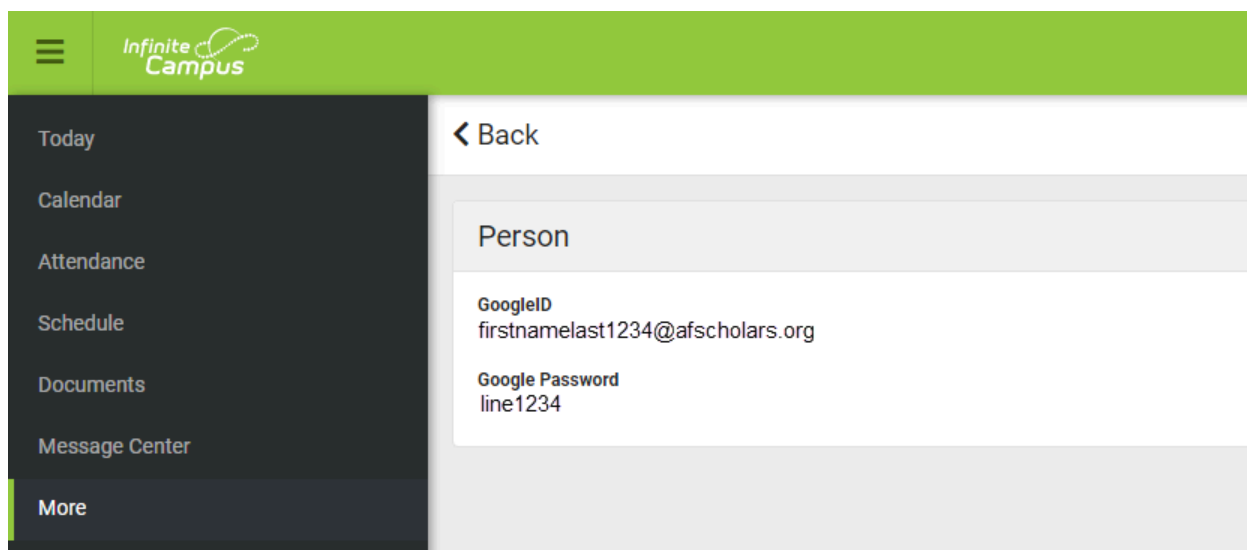 Infinite
Campus
Today
Calendar
Attendance
Schedule
Documents
Message Center
More
Back
Person
GoogleID
firstnamelast1234@afscholars.org
Google Password
line1234